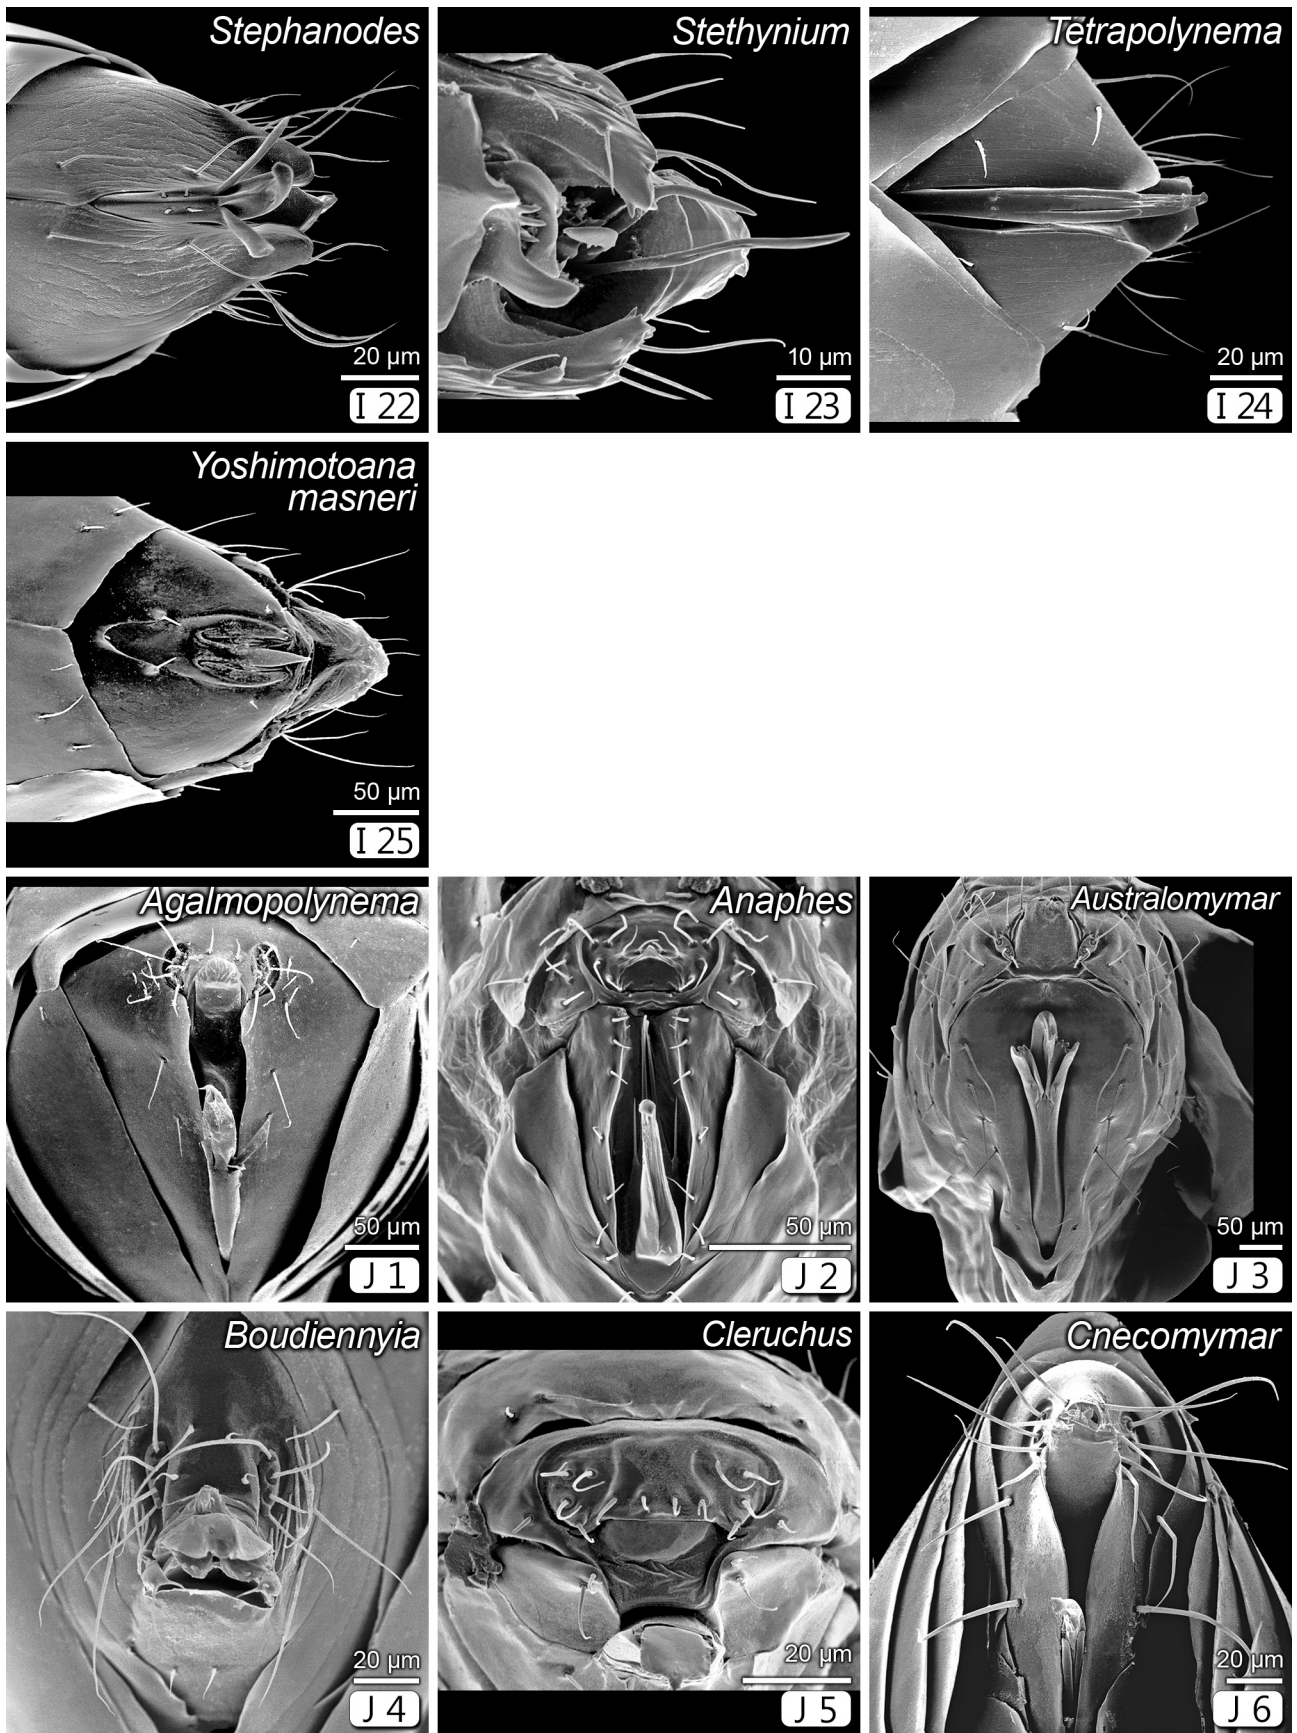 Stephanodes
20 µm
I 22
Stethynium
10 µm
I 23
Tetrapolynema
20 µm
I 24
Yoshimotoana
masneri
50 µm
I 25
Agalmopolynema
50 µm
J 1
Anaphes
50 µm
J 2
Australomymar
50 µm
J 3
Boudiennyia
20 µm
J 4
Cleruchus
20 µm
J 5
Cnecomymar
20 µm
J 6